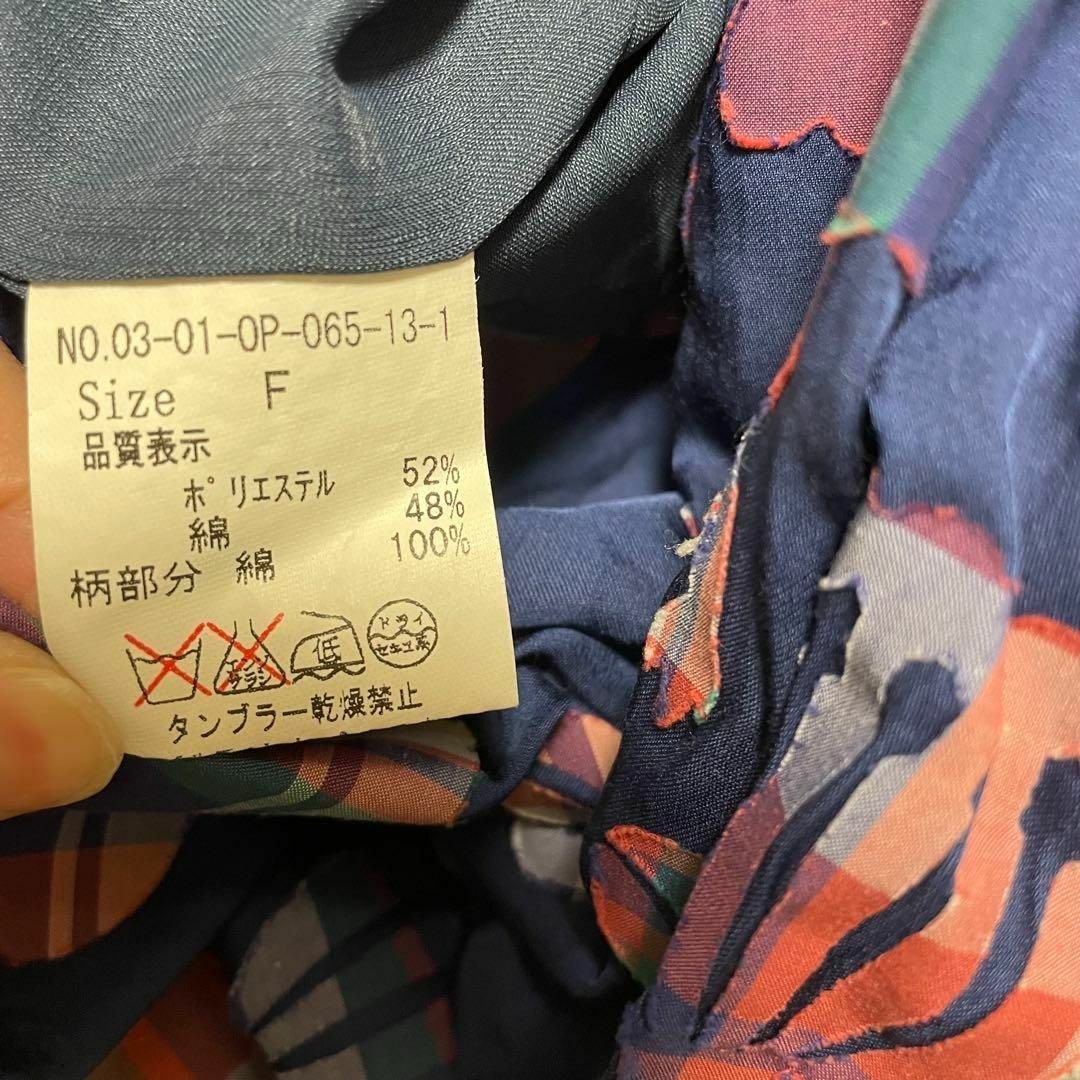 NO.03-01-OP-065-13-1
Size F
品質表示
ポリエステル 52%
綿 48%
柄部分 綿 100%
低
ドライ
セキユ系
タンブラー乾燥禁止